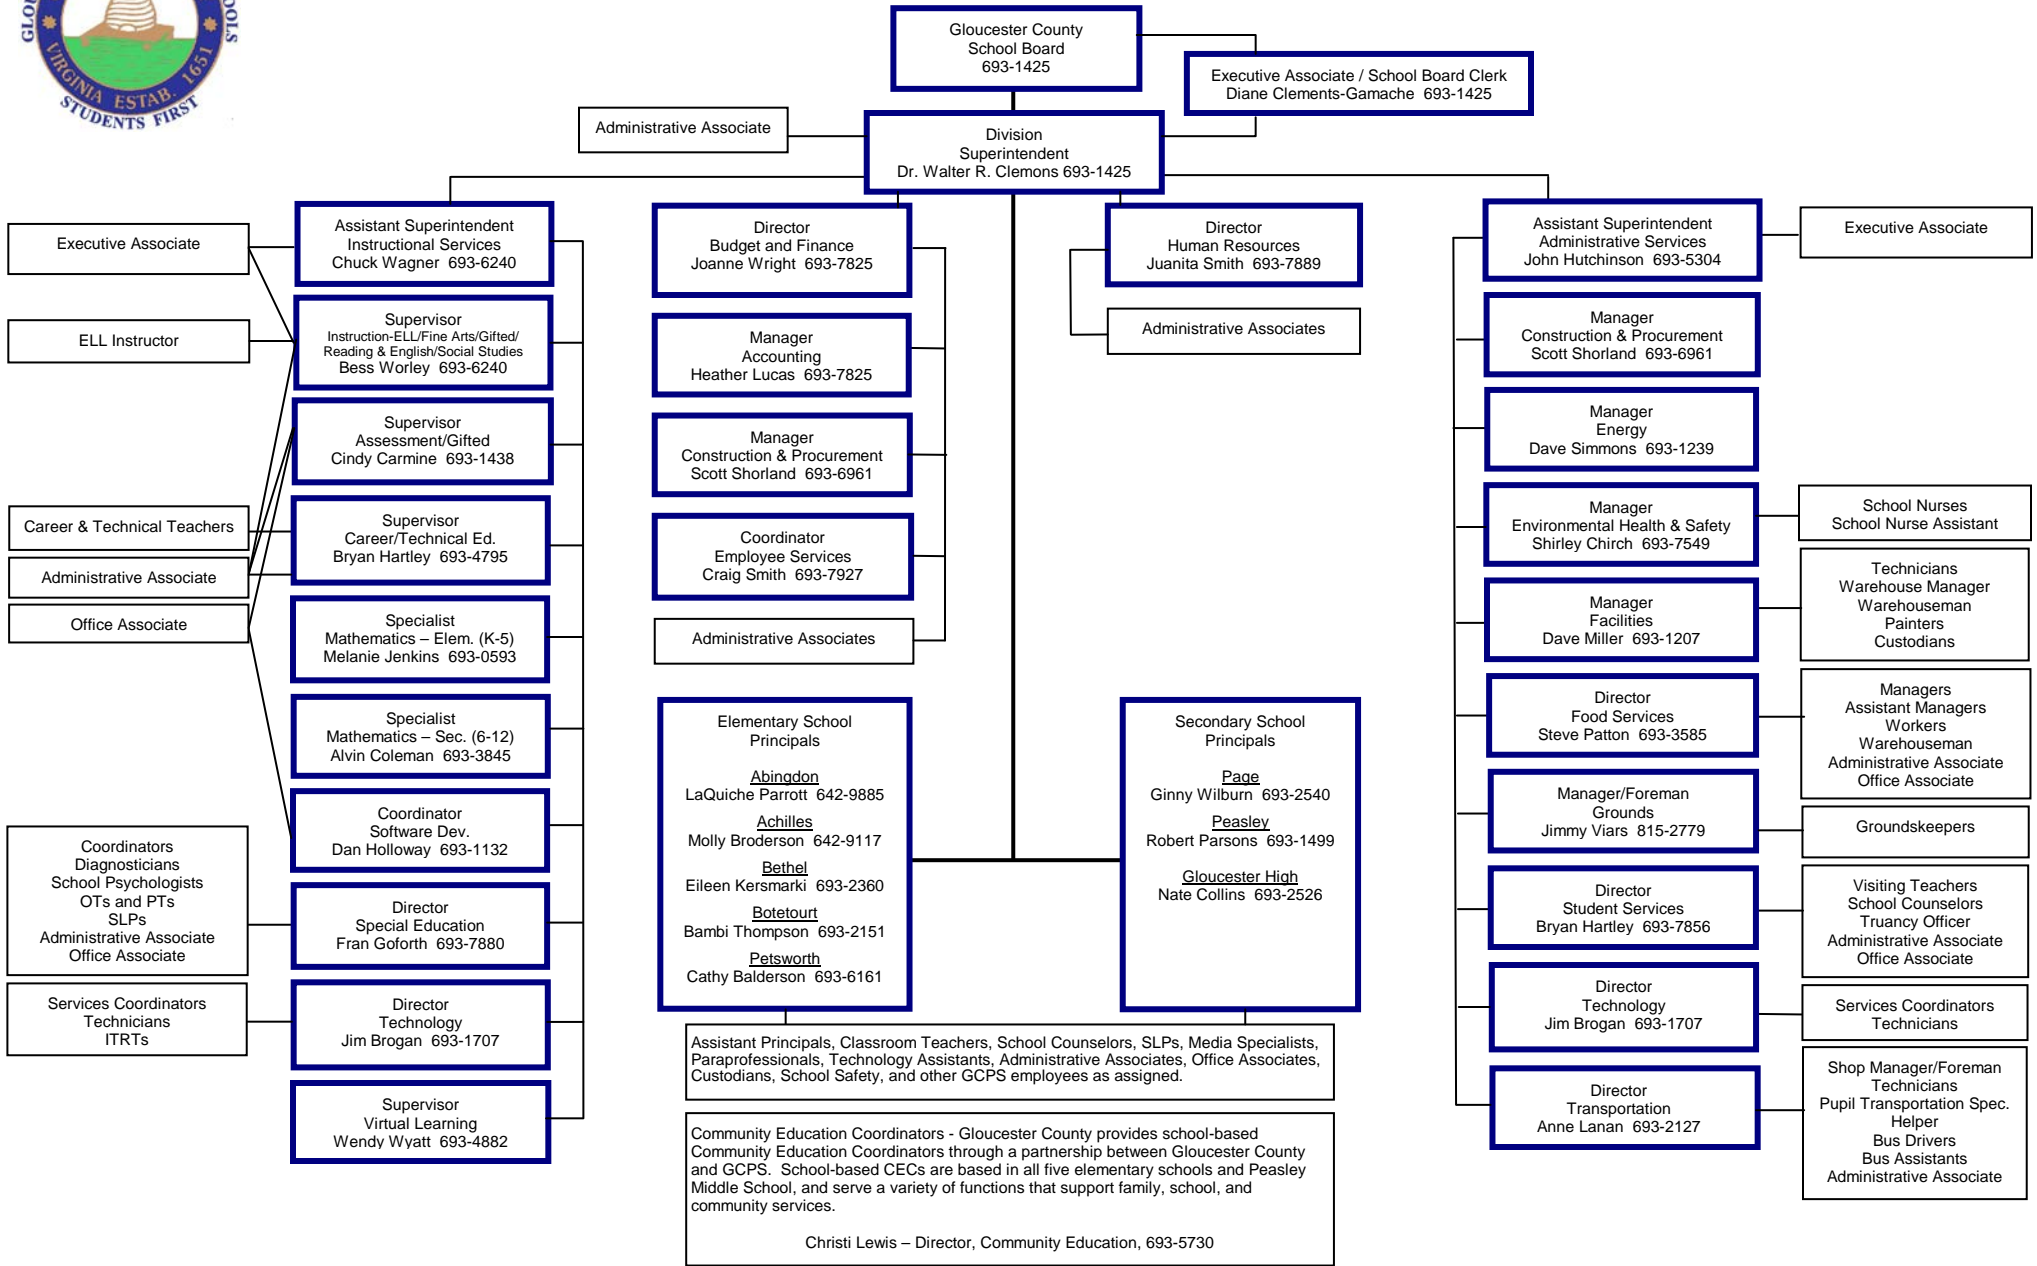 VIRGINIA ESTAB. 1651
STUDENTS FIRST
Gloucester County
School Board
693-1425
Executive Associate / School Board Clerk
Diane Clements-Gamache 693-1425
Administrative Associate
Division
Superintendent
Dr. Walter R. Clemons 693-1425
Executive Associate
ELL Instructor
Career & Technical Teachers
Administrative Associate
Office Associate
Coordinators
Diagnosticians
School Psychologists
OTs and PTs
SLPs
Administrative Associate
Office Associate
Services Coordinators
Technicians
ITRTs
Assistant Superintendent
Instructional Services
Chuck Wagner 693-6240
Supervisor
Instruction-ELL/Fine Arts/Gifted/
Reading & English/Social Studies
Bess Worley 693-6240
Supervisor
Assessment/Gifted
Cindy Carmine 693-1438
Supervisor
Career/Technical Ed.
Bryan Hartley 693-4795
Specialist
Mathematics – Elem. (K-5)
Melanie Jenkins 693-0593
Specialist
Mathematics – Sec. (6-12)
Alvin Coleman 693-3845
Coordinator
Software Dev.
Dan Holloway 693-1132
Director
Special Education
Fran Goforth 693-7880
Director
Technology
Jim Brogan 693-1707
Supervisor
Virtual Learning
Wendy Wyatt 693-4882
Director
Budget and Finance
Joanne Wright 693-7825
Manager
Accounting
Heather Lucas 693-7825
Manager
Construction & Procurement
Scott Shorland 693-6961
Coordinator
Employee Services
Craig Smith 693-7927
Administrative Associates
Director
Human Resources
Juanita Smith 693-7889
Administrative Associates
Elementary School
Principals
Abingdon
LaQuiche Parrott 642-9885
Achilles
Molly Broderson 642-9117
Bethel
Eileen Kersmarki 693-2360
Botetourt
Bambi Thompson 693-2151
Petsworth
Cathy Balderson 693-6161
Secondary School
Principals
Page
Ginny Wilburn 693-2540
Peasley
Robert Parsons 693-1499
Gloucester High
Nate Collins 693-2526
Assistant Principals, Classroom Teachers, School Counselors, SLPs, Media Specialists,
Paraprofessionals, Technology Assistants, Administrative Associates, Office Associates,
Custodians, School Safety, and other GCPS employees as assigned.
Community Education Coordinators - Gloucester County provides school-based
Community Education Coordinators through a partnership between Gloucester County
and GCPS. School-based CECs are based in all five elementary schools and Peasley
Middle School, and serve a variety of functions that support family, school, and
community services.
Christi Lewis – Director, Community Education, 693-5730
Assistant Superintendent
Administrative Services
John Hutchinson 693-5304
Manager
Construction & Procurement
Scott Shorland 693-6961
Manager
Energy
Dave Simmons 693-1239
Manager
Environmental Health & Safety
Shirley Chirch 693-7549
Manager
Facilities
Dave Miller 693-1207
Director
Food Services
Steve Patton 693-3585
Manager/Foreman
Grounds
Jimmy Viars 815-2779
Director
Student Services
Bryan Hartley 693-7856
Director
Technology
Jim Brogan 693-1707
Director
Transportation
Anne Lanan 693-2127
Executive Associate
School Nurses
School Nurse Assistant
Technicians
Warehouse Manager
Warehouseman
Painters
Custodians
Managers
Assistant Managers
Workers
Warehouseman
Administrative Associate
Office Associate
Groundskeepers
Visiting Teachers
School Counselors
Truancy Officer
Administrative Associate
Office Associate
Services Coordinators
Technicians
Shop Manager/Foreman
Technicians
Pupil Transportation Spec.
Helper
Bus Drivers
Bus Assistants
Administrative Associate